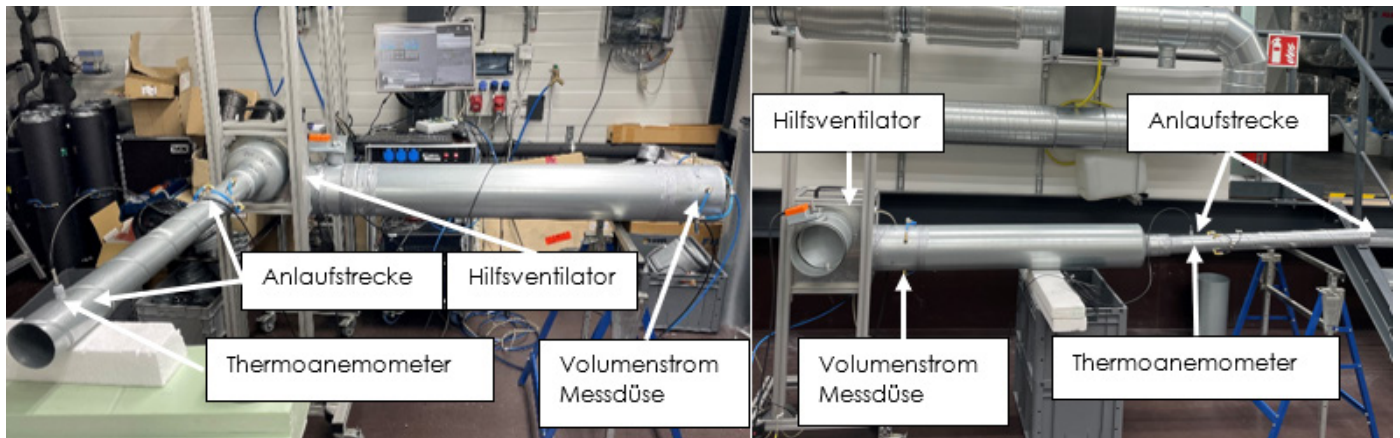 Anlaufstrecke
Hilfsventilator
Thermoanemometer
Volumenstrom
Messdüse
Hilfsventilator
Anlaufstrecke
Volumenstrom
Messdüse
Thermoanemometer